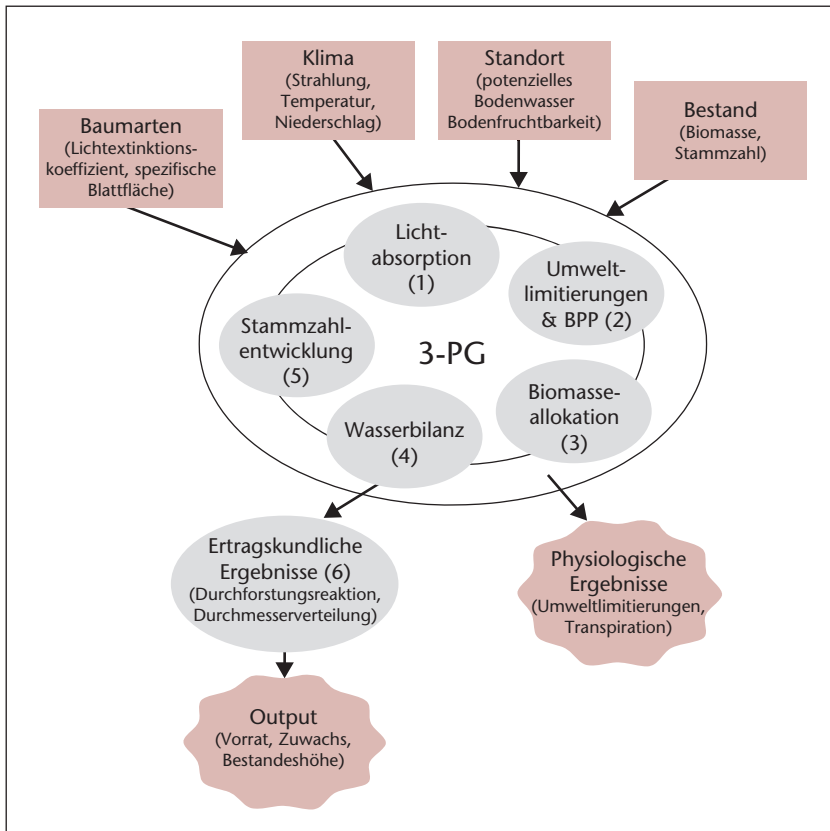 Klima
(Strahlung,
Temperatur,
Niederschlag)
Standort
(potenzielles
Bodenwasser
Bodenfruchtbarkeit)
Baumarten
(Lichtextinktions-
koeffizient, spezifische
Blattfläche)
Bestand
(Biomasse,
Stammzahl)
Licht-
absorption
(1)
Umwelt-
limitierungen
& BPP (2)
Stammzahl-
entwicklung
(5)
3-PG
Biomasse-
allokation
(3)
Wasserbilanz
(4)
Ertragskundliche
Ergebnisse (6)
(Durchforstungsreaktion,
Durchmesserverteilung)
Physiologische
Ergebnisse
(Umweltlimitierungen,
Transpiration)
Output
(Vorrat, Zuwachs,
Bestandeshöhe)